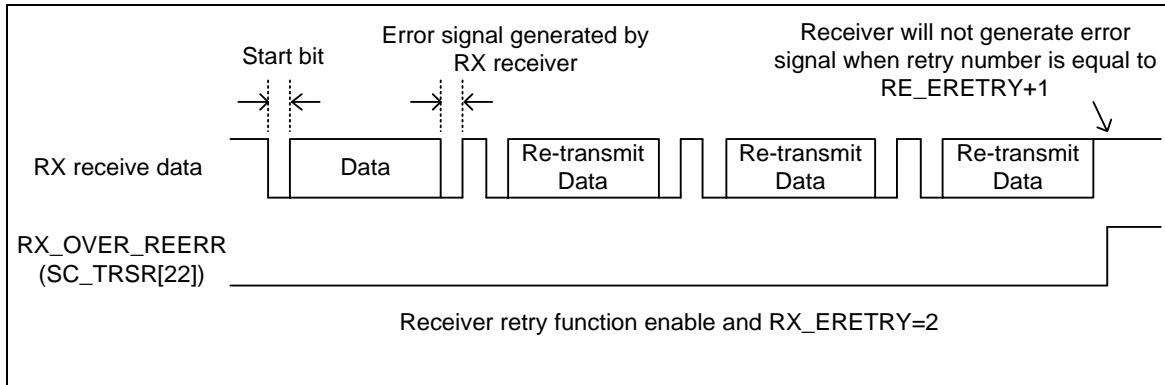 Start bit
Error signal generated by
RX receiver
Receiver will not generate error
signal when retry number is equal to
RE_ERETRY+1
RX receive data
Data
Re-transmit
Data
Re-transmit
Data
Re-transmit
Data
RX_OVER_REERR
(SC_TRSR[22])
Receiver retry function enable and RX_ERETRY=2